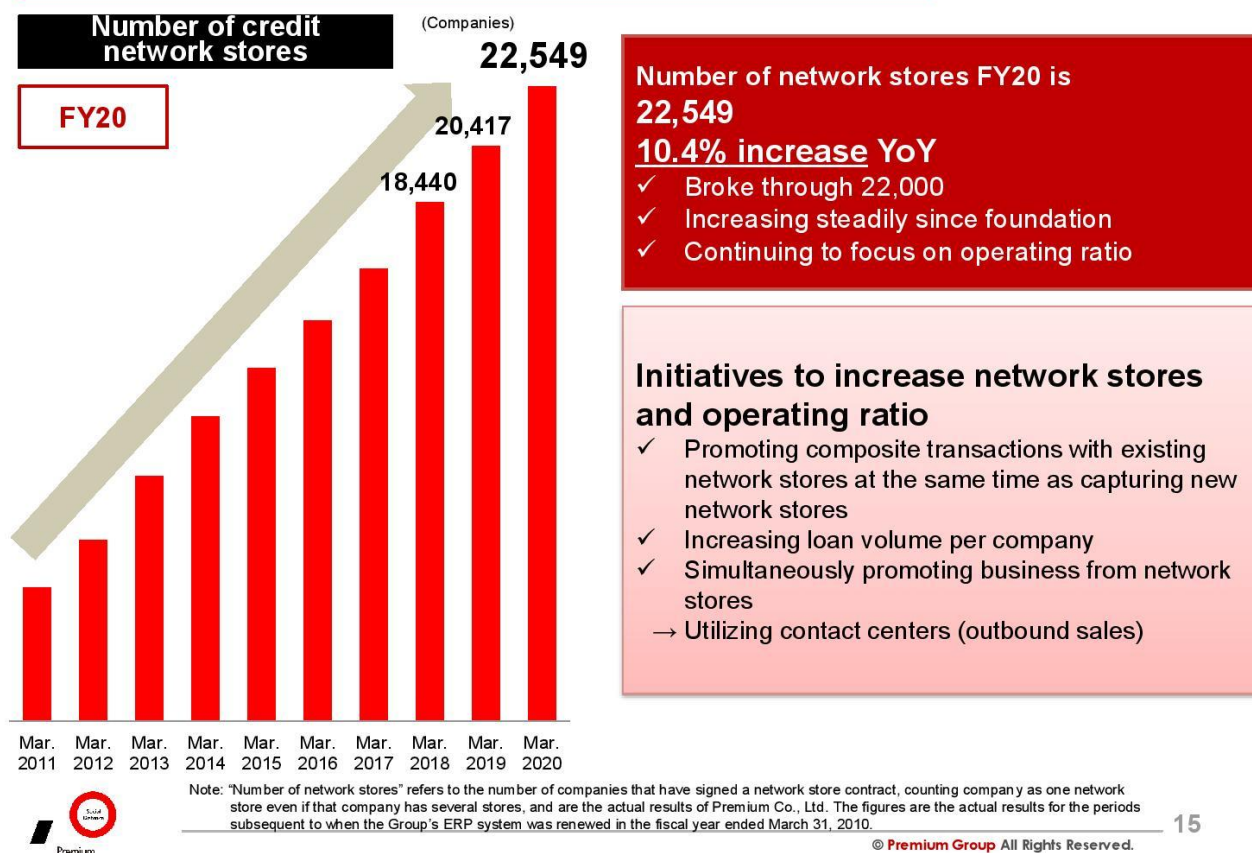 Number of credit
network stores
(Companies)
22,549
FY20
20,417
18,440
Mar. 2011
Mar. 2012
Mar. 2013
Mar. 2014
Mar. 2015
Mar. 2016
Mar. 2017
Mar. 2018
Mar. 2019
Mar. 2020
Number of network stores FY20 is
22,549
10.4% increase YoY
✓ Broke through 22,000
✓ Increasing steadily since foundation
✓ Continuing to focus on operating ratio
Initiatives to increase network stores
and operating ratio
✓ Promoting composite transactions with existing
network stores at the same time as capturing new
network stores
✓ Increasing loan volume per company
✓ Simultaneously promoting business from network
stores
→ Utilizing contact centers (outbound sales)
Note: "Number of network stores" refers to the number of companies that have signed a network store contract, counting company as one network
store even if that company has several stores, and are the actual results of Premium Co., Ltd. The figures are the actual results for the periods
subsequent to when the Group's ERP system was renewed in the fiscal year ended March 31, 2010.
Premium
15
© Premium Group All Rights Reserved.